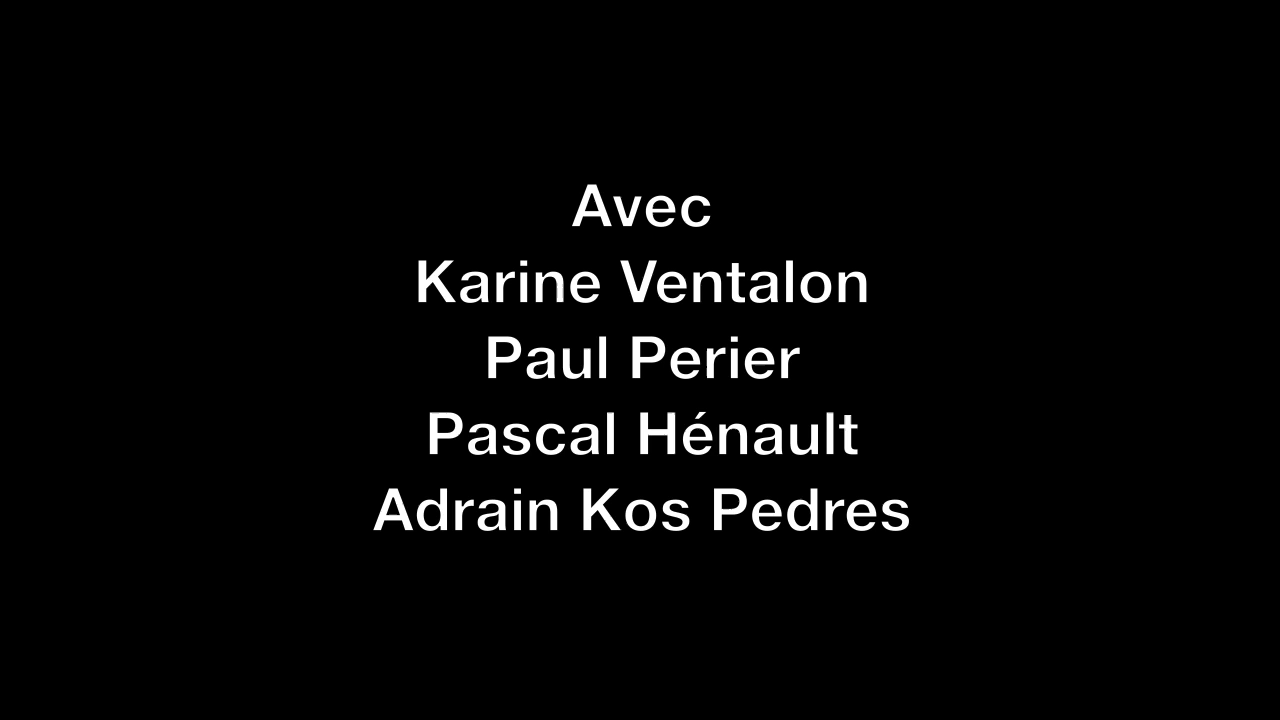 Avec
Karine Ventalon
Paul Perier
Pascal Hénault
Adrain Kos Pedres